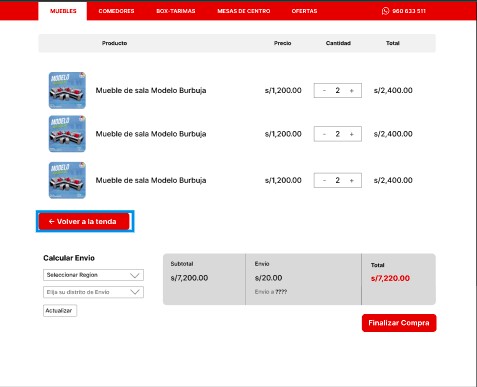 MUEBLES COMEDORES BOX-TARIMAS MESAS DE CENTRO OFERTAS 960 833 511
Producto Precio Cantidad Total
MODELO
Mueble de sala Modelo Burbuja s/1,200.00 - 2 + s/2,400.00
MODELO
Mueble de sala Modelo Burbuja s/1,200.00 - 2 + s/2,400.00
MODELO
Mueble de sala Modelo Burbuja s/1,200.00 - 2 + s/2,400.00
← Volver a la tenda
Calcular Envio
Seleccionar Region
Elija su distrito de Envio
Actualizar
Subtotal Envio Total
s/7,200.00 s/20.00 s/7,220.00
Envio a ????
Finalizar Compra